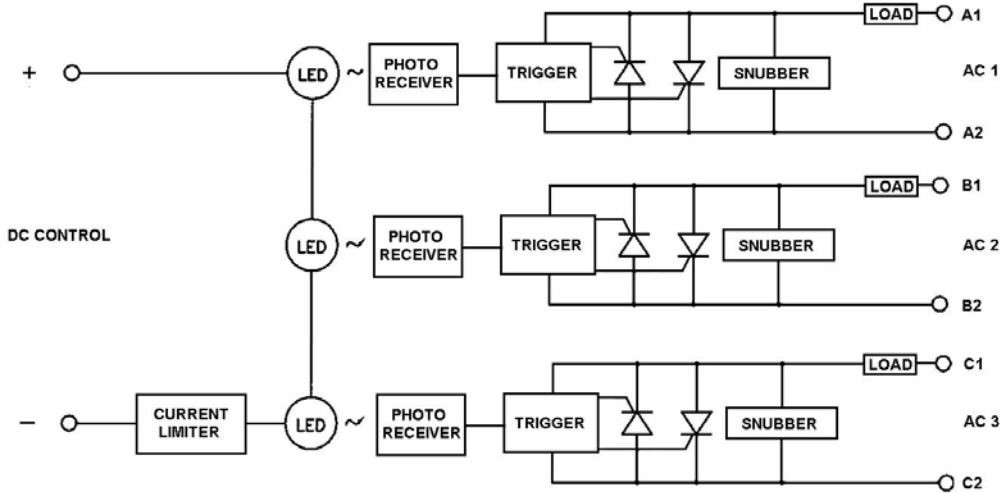 LOAD A1
+ LED ~ PHOTO RECEIVER TRIGGER SNUBBER AC 1
A2
LOAD B1
DC CONTROL LED ~ PHOTO RECEIVER TRIGGER SNUBBER AC 2
B2
LOAD C1
− CURRENT LIMITER LED ~ PHOTO RECEIVER TRIGGER SNUBBER AC 3
C2